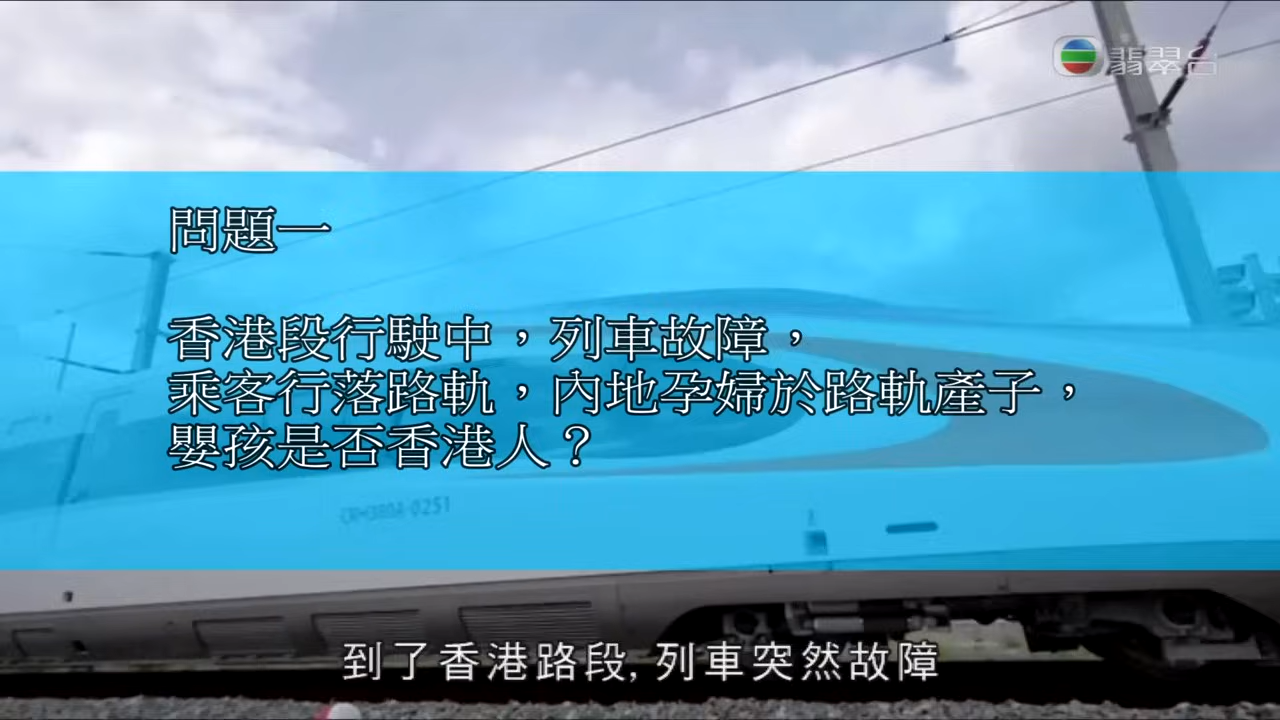 翡翠台
問題一
香港段行駛中，列車故障，
乘客行落路軌，內地孕婦於路軌產子，
嬰孩是否香港人？
CRH380A-0251
到了香港路段, 列車突然故障